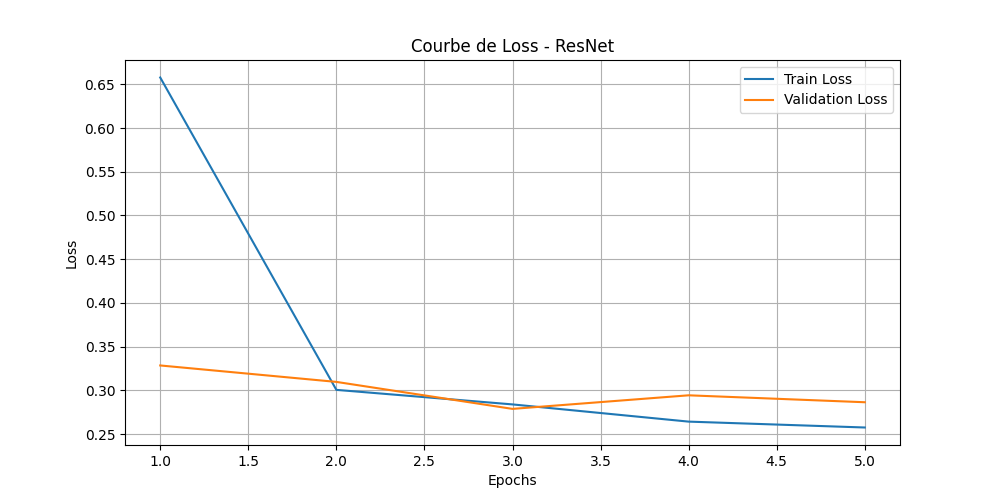 Courbe de Loss - ResNet
Train Loss
Validation Loss
Loss
0.65
0.60
0.55
0.50
0.45
0.40
0.35
0.30
0.25
1.0 1.5 2.0 2.5 3.0 3.5 4.0 4.5 5.0
Epochs